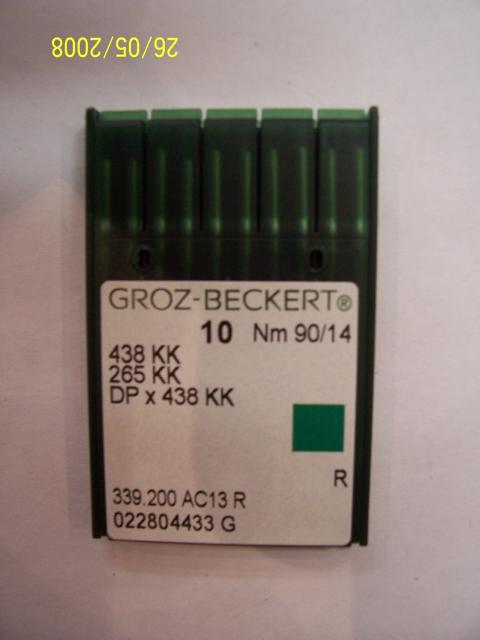 26/05/2008
GROZ-BECKERT®
10 Nm 90/14
438 KK
265 KK
DP x 438 KK
R
339.200 AC13 R
022804433 G